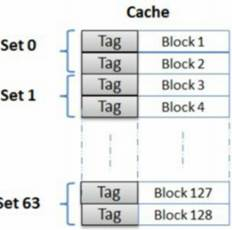 Cache
Set 0
Tag Block 1
Tag Block 2
Set 1
Tag Block 3
Tag Block 4
Set 63
Tag Block 127
Tag Block 128